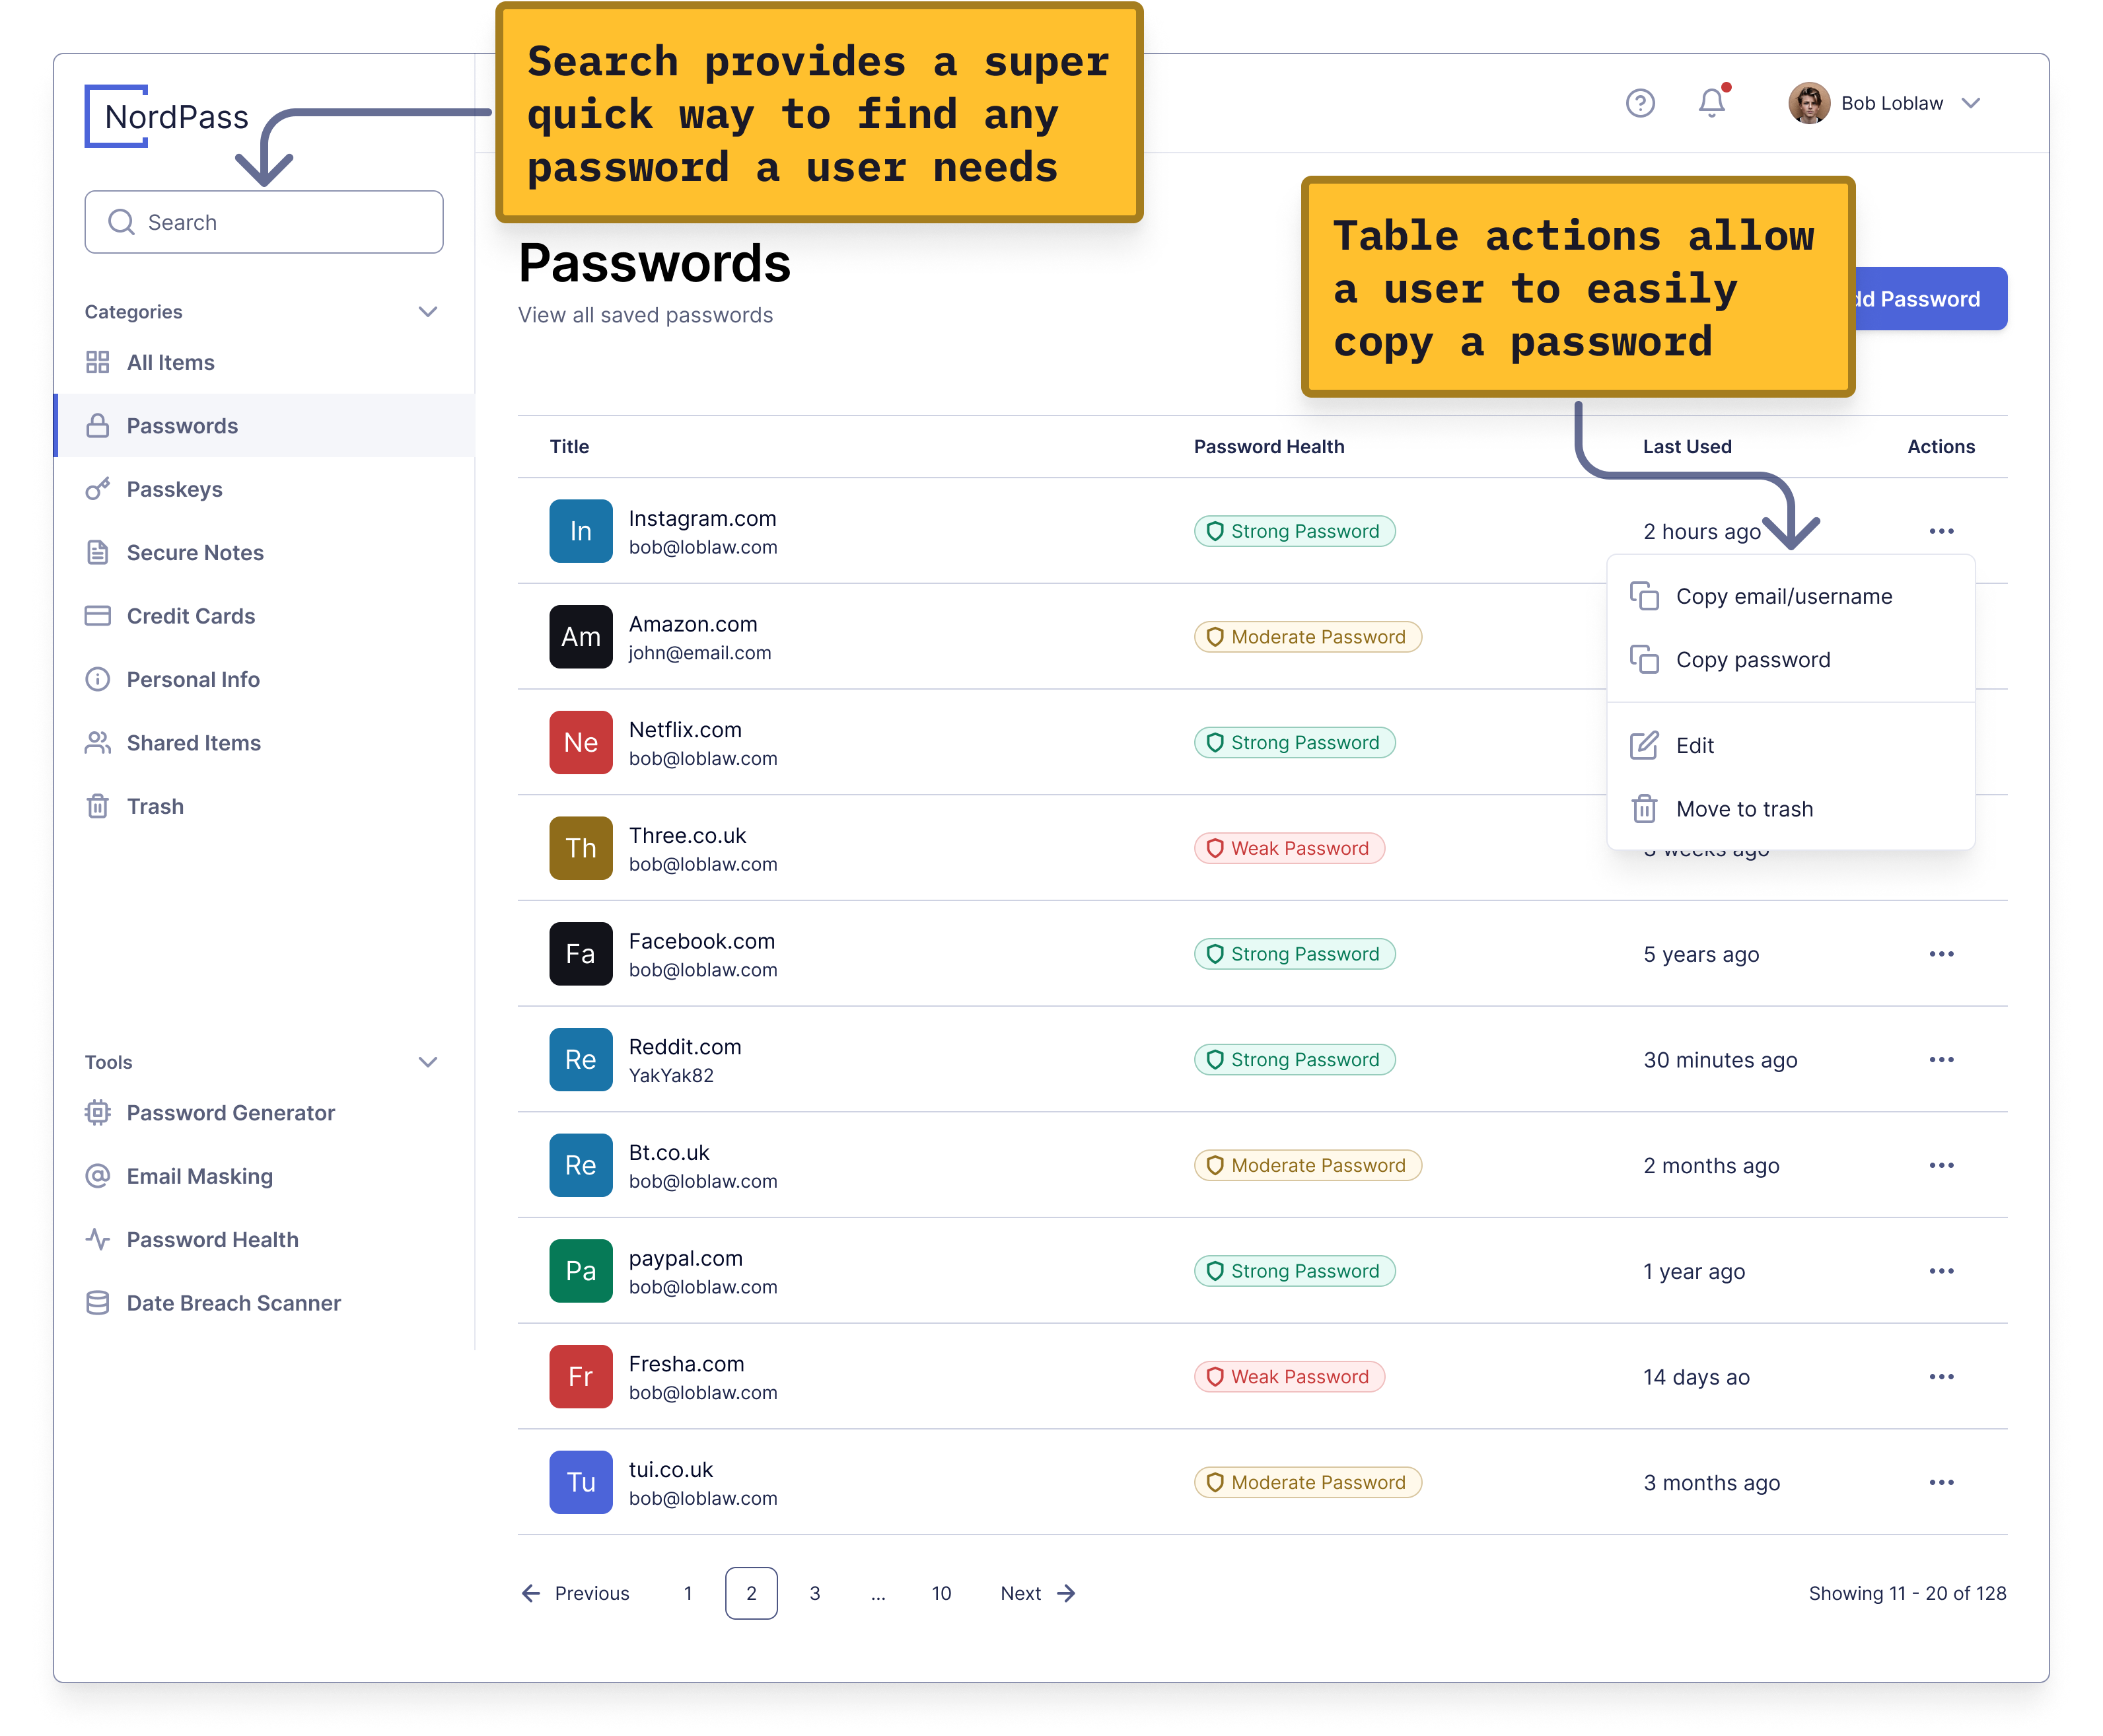 Search provides a super
quick way to find any
password a user needs
NordPass
Bob Loblaw
Search
Table actions allow
a user to easily
copy a password
Passwords
View all saved passwords
dd Password
Categories
All Items
Passwords
Passkeys
Secure Notes
Credit Cards
Personal Info
Shared Items
Trash
Tools
Password Generator
Email Masking
Password Health
Date Breach Scanner
Title Password Health Last Used Actions
In Instagram.com Strong Password 2 hours ago
bob@loblaw.com
Am Amazon.com Moderate Password
john@email.com
Ne Netflix.com Strong Password
bob@loblaw.com
Th Three.co.uk Weak Password weeks ago
bob@loblaw.com
Copy email/username
Copy password
Edit
Move to trash
Fa Facebook.com Strong Password 5 years ago
bob@loblaw.com
Re Reddit.com Strong Password 30 minutes ago
YakYak82
Re Bt.co.uk Moderate Password 2 months ago
bob@loblaw.com
Pa paypal.com Strong Password 1 year ago
bob@loblaw.com
Fr Fresha.com Weak Password 14 days ao
bob@loblaw.com
Tu tui.co.uk Moderate Password 3 months ago
bob@loblaw.com
Previous 1 2 3 ... 10 Next Showing 11 - 20 of 128